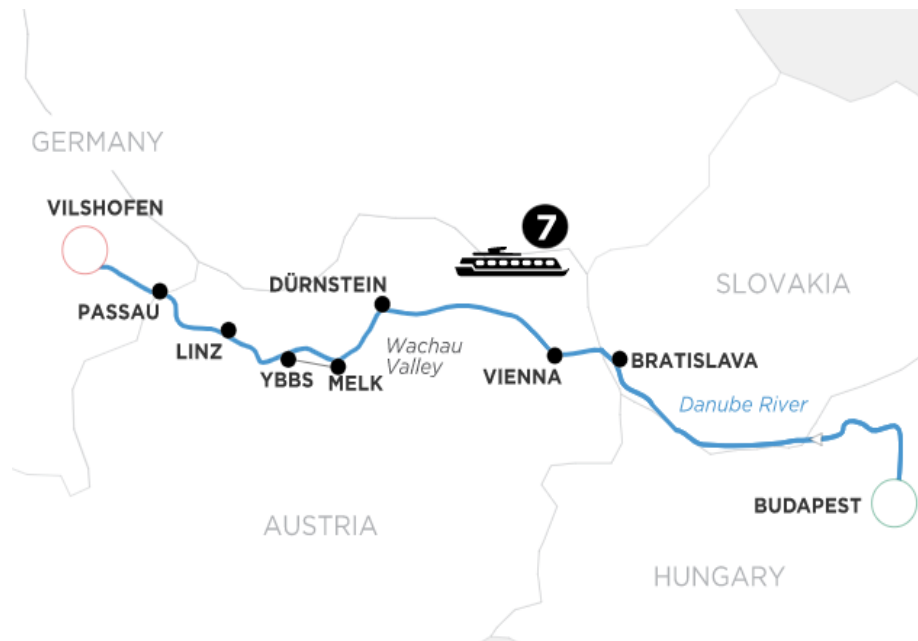 GERMANY
VILSHOFEN
7
DÜRNSTEIN
SLOVAKIA
PASSAU
LINZ
Wachau
Valley
YBBS
MELK
VIENNA
BRATISLAVA
Danube River
BUDAPEST
AUSTRIA
HUNGARY